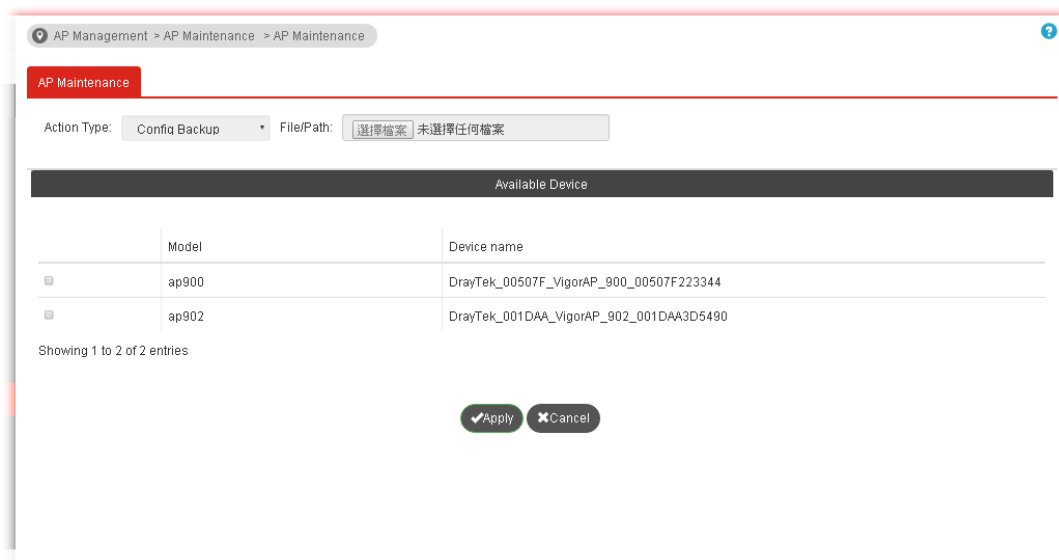 AP Management > AP Maintenance > AP Maintenance
AP Maintenance
Action Type: Config Backup File/Path: 選擇檔案 未選擇任何檔案
Available Device
Model Device name
ap900 DrayTek_00507F_VigorAP_900_00507F223344
ap902 DrayTek_001DAA_VigorAP_902_001DAA3D5490
Showing 1 to 2 of 2 entries
Apply Cancel